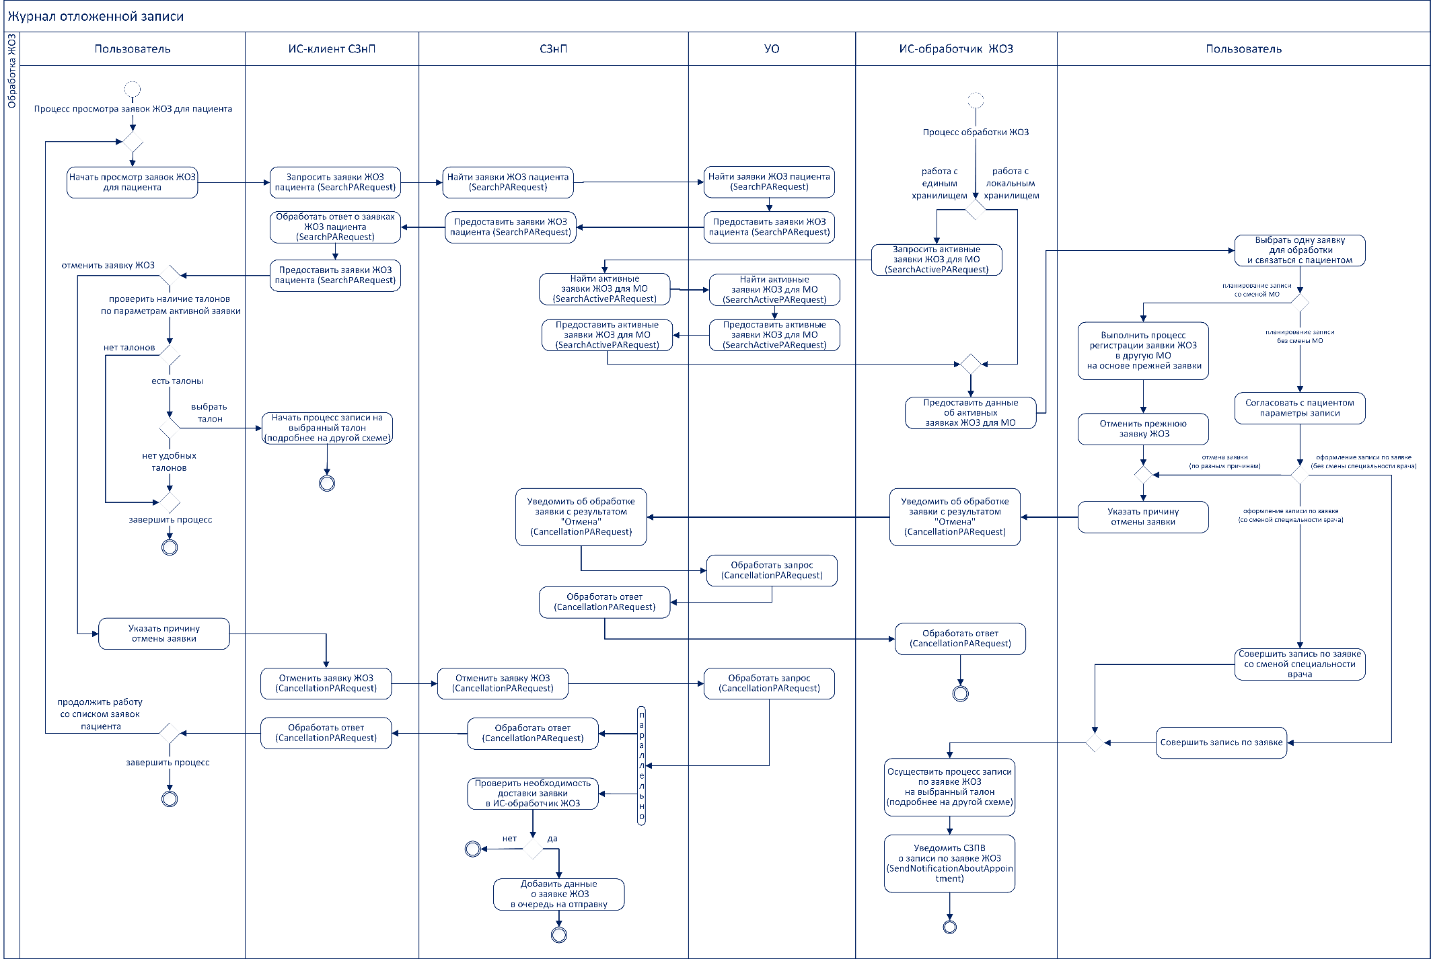 Журнал отложенной записи
Обработка ЖОЗ
Пользователь
ИС-клиент СЗнП
СЗнП
УО
ИС-обработчик ЖОЗ
Пользователь
Процесс просмотра заявок ЖОЗ для пациента
Начать просмотр заявок ЖОЗ
для пациента
Запросить заявки ЖОЗ
пациента (SearchPARequest)
Найти заявки ЖОЗ пациента
(SearchPARequest)
Найти заявки ЖОЗ пациента
(SearchPARequest)
Обработать ответ о заявках
ЖОЗ пациента
(SearchPARequest)
Предоставить заявки ЖОЗ
пациента (SearchPARequest)
Предоставить заявки ЖОЗ
пациента (SearchPARequest)
Предоставить заявки ЖОЗ
пациента (SearchPARequest)
отменить заявку ЖОЗ
проверить наличие талонов
по параметрам активной заявки
нет талонов
есть талоны
выбрать
талон
Начать процесс записи на
выбранный талон
(подробнее на другой схеме)
нет удобных
талонов
завершить процесс
Процесс обработки ЖОЗ
работа с
единым
хранилищем
работа с
локальным
хранилищем
Запросить активные
заявки ЖОЗ для МО
(SearchActivePARequest)
Найти активные
заявки ЖОЗ для МО
(SearchActivePARequest)
Найти активные
заявки ЖОЗ для МО
(SearchActivePARequest)
Предоставить активные
заявки ЖОЗ для МО
(SearchActivePARequest)
Предоставить активные
заявки ЖОЗ для МО
(SearchActivePARequest)
Предоставить данные
об активных
заявках ЖОЗ для МО
Выбрать одну заявку
для обработки
и связаться с пациентом
планирование записи
со сменой МО
планирование записи
без смены МО
Выполнить процесс
регистрации заявки ЖОЗ
в другую МО
на основе прежней заявки
Согласовать с пациентом
параметры записи
Отменить прежнюю
заявку ЖОЗ
отмена заявки
(по разным причинам)
оформление записи по заявке
(без смены специальности врача)
Указать причину
отмены заявки
оформление записи по заявке
(со сменой специальности врача)
Уведомить об обработке
заявки с результатом
"Отмена"
(CancellationPARequest)
Уведомить об обработке
заявки с результатом
"Отмена"
(CancellationPARequest)
Обработать запрос
(CancellationPARequest)
Обработать ответ
(CancellationPARequest)
Обработать ответ
(CancellationPARequest)
Указать причину
отмены заявки
Отменить заявку ЖОЗ
(CancellationPARequest)
Отменить заявку ЖОЗ
(CancellationPARequest)
Обработать запрос
(CancellationPARequest)
Совершить запись по заявке
со сменой специальности
врача
продолжить работу
со списком заявок
пациента
Обработать ответ
(CancellationPARequest)
Обработать ответ
(CancellationPARequest)
параллельно
Совершить запись по заявке
завершить процесс
Проверить необходимость
доставки заявки
в ИС-обработчик ЖОЗ
нет
да
Добавить данные
о заявке ЖОЗ
в очередь на отправку
Осуществить процесс записи
по заявке ЖОЗ
на выбранный талон
(подробнее на другой схеме)
Уведомить СЗПВ
о записи по заявке ЖОЗ
(SendNotificationAboutAppoin
tment)